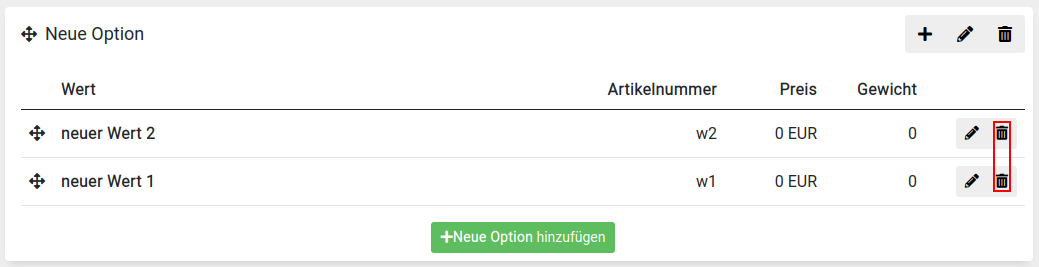 Neue Option
Wert Artikelnummer Preis Gewicht
neuer Wert 2 w2 0 EUR 0
neuer Wert 1 w1 0 EUR 0
Neue Option hinzufügen